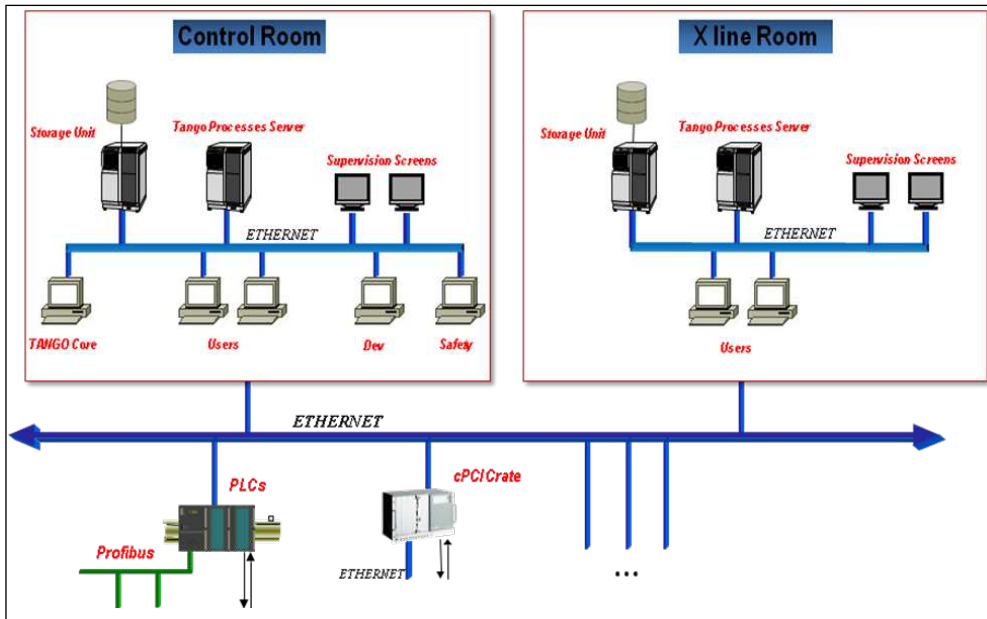 Control Room
X line Room
Storage Unit
Tango Processes Server
Supervision Screens
ETHERNET
TANGO Core
Users
Dev
Safety
Storage Unit
Tango Processes Server
Supervision Screens
ETHERNET
Users
ETHERNET
PLCs
cPCI Crate
Profibus
ETHERNET
...